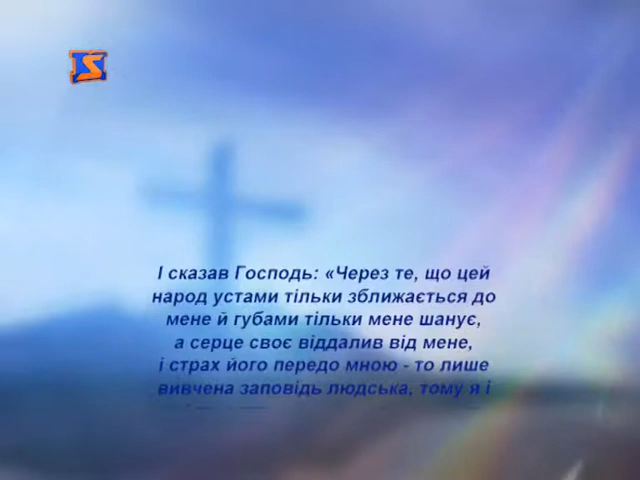 І сказав Господь: «Через те, що цей
народ устами тільки зближається до
мене й губами тільки мене шанує,
а серце своє віддалив від мене,
і страх його передо мною - то лише
вивчена заповідь людська, тому я і